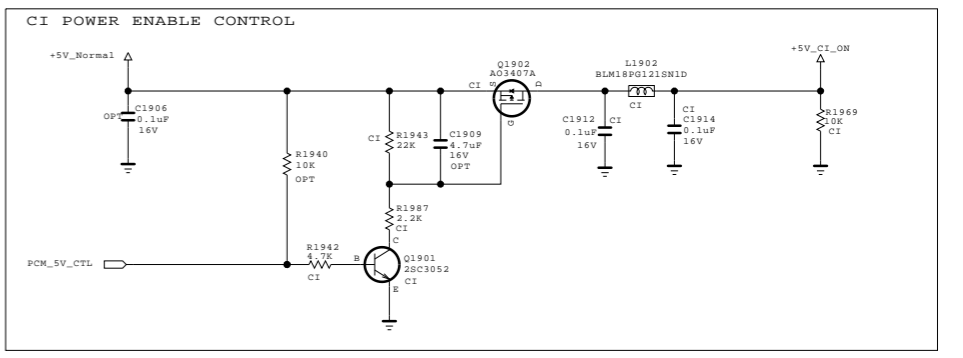 CI POWER ENABLE CONTROL
+5V_Normal
+5V_CI_ON
Q1902
AO3407A
L1902
BLM18PG121SN1D
CI
S
D
G
CI
C1906
OPT
0.1uF
16V
CI
R1943
22K
C1909
4.7uF
16V
OPT
C1912
0.1uF
16V
CI
CI
C1914
0.1uF
16V
R1969
10K
CI
R1940
10K
OPT
R1987
2.2K
CI
C
PCM_5V_CTL
R1942
4.7K
CI
B
Q1901
2SC3052
CI
E